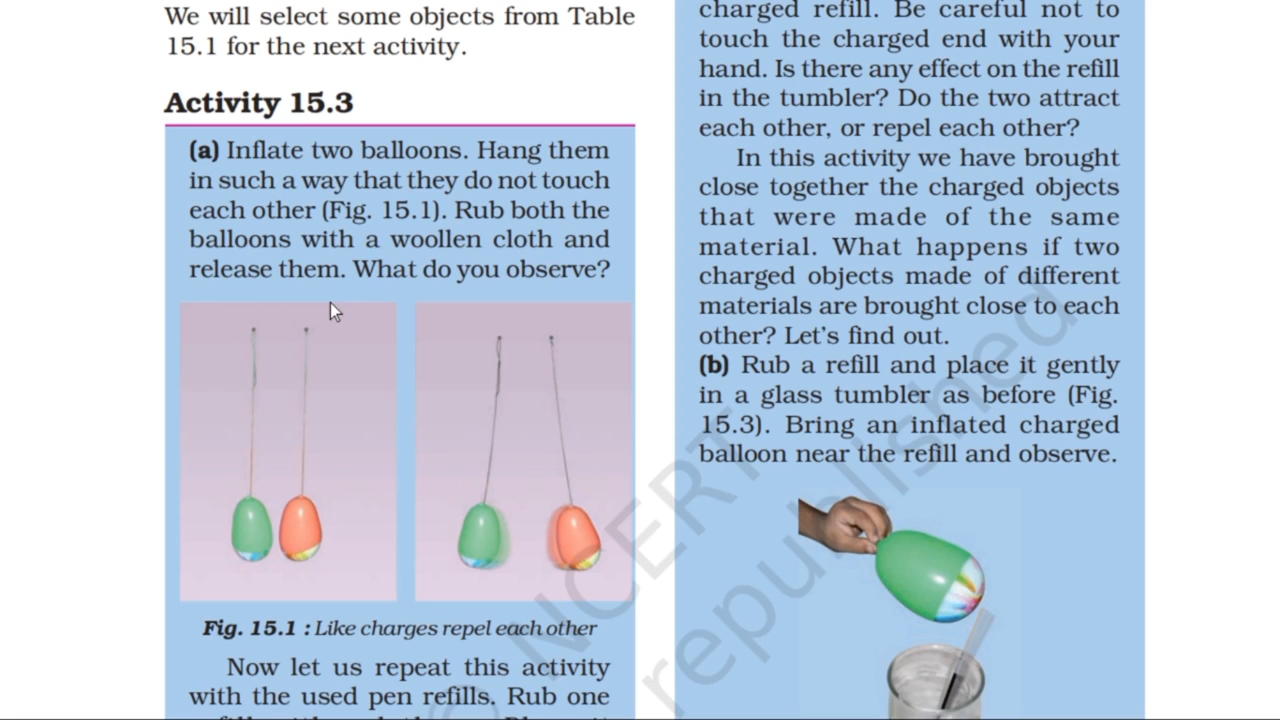 We will select some objects from Table
15.1 for the next activity.
Activity 15.3
(a) Inflate two balloons. Hang them
in such a way that they do not touch
each other (Fig. 15.1). Rub both the
balloons with a woollen cloth and
release them. What do you observe?
Fig. 15.1 : Like charges repel each other
Now let us repeat this activity
with the used pen refills. Rub one
charged refill. Be careful not to
touch the charged end with your
hand. Is there any effect on the refill
in the tumbler? Do the two attract
each other, or repel each other?
In this activity we have brought
close together the charged objects
that were made of the same
material. What happens if two
charged objects made of different
materials are brought close to each
other? Let's find out.
(b) Rub a refill and place it gently
in a glass tumbler as before (Fig.
15.3). Bring an inflated charged
balloon near the refill and observe.
© NCERT
republished